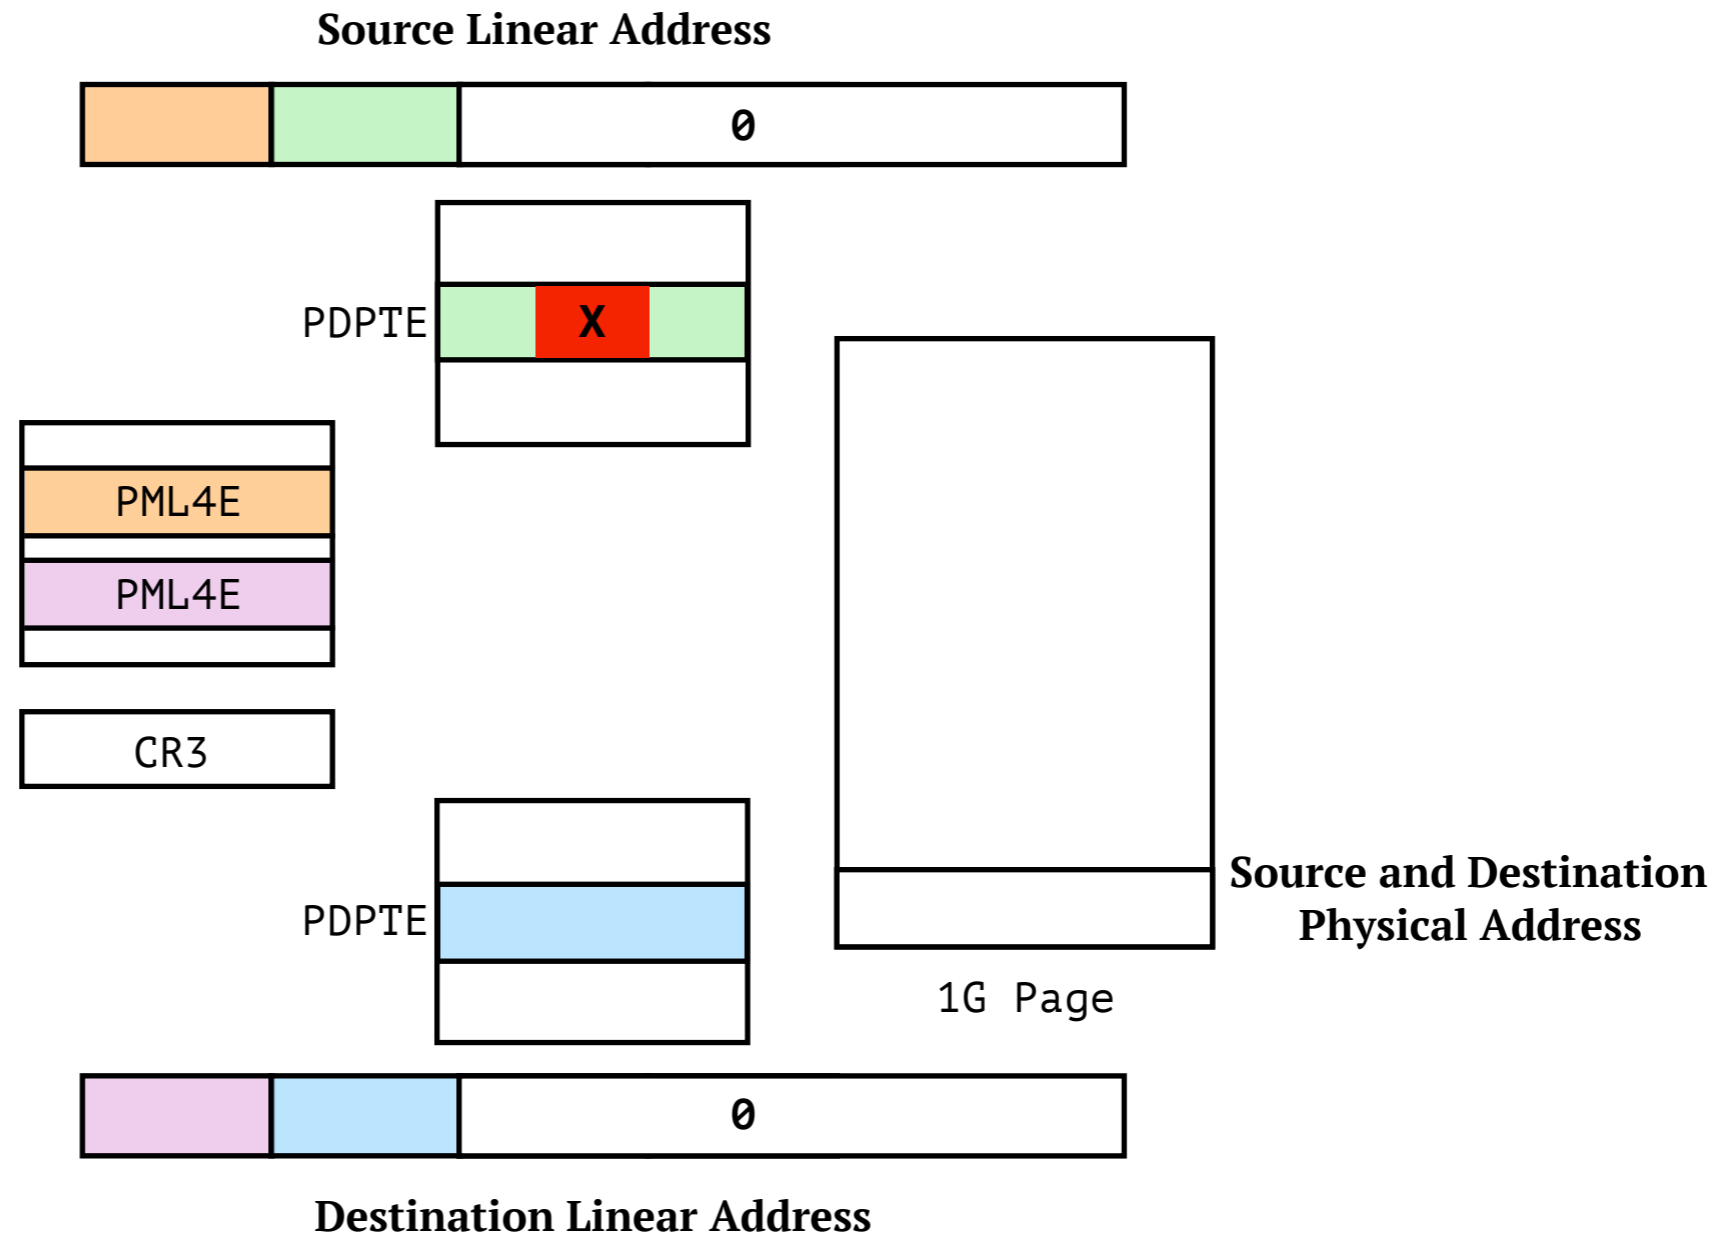 Source Linear Address
0
PDPTE
X
PML4E
PML4E
CR3
Source and Destination
Physical Address
PDPTE
1G Page
0
Destination Linear Address